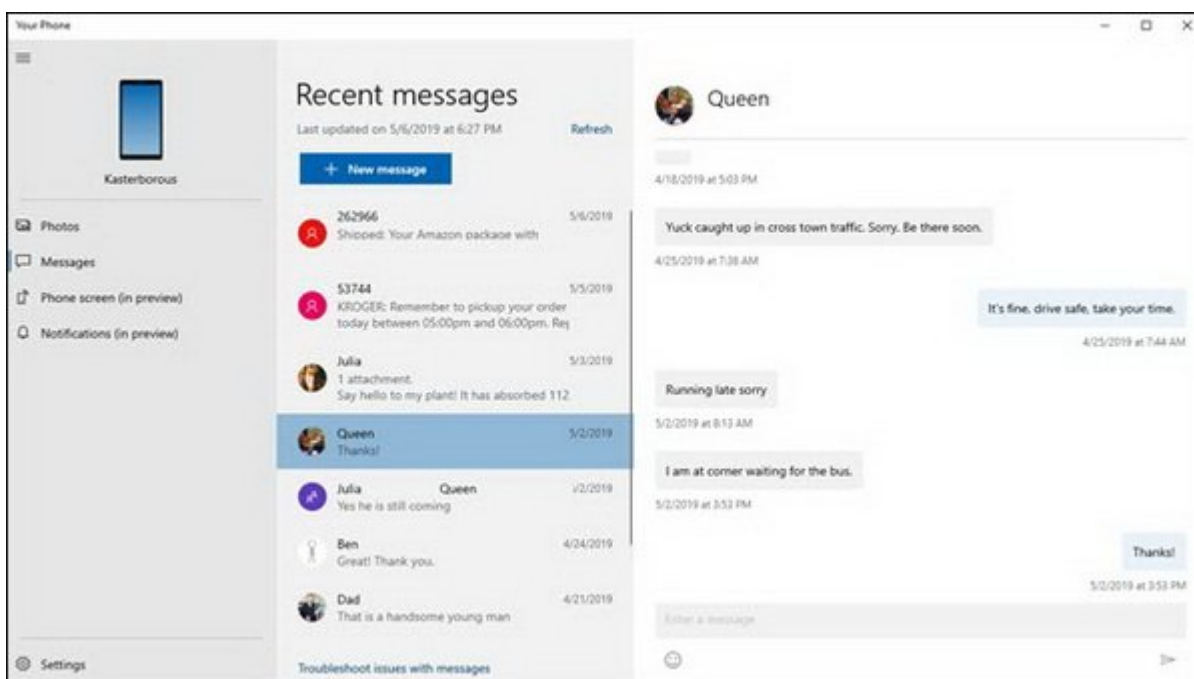 Your Phone
Kasterborous
Photos
Messages
Phone screen (in preview)
Notifications (in preview)
Settings
Recent messages
Last updated on 5/6/2019 at 6:27 PM
Refresh
+ New message
262966
5/6/2019
Shipped: Your Amazon package with
53744
5/5/2019
KROGER: Remember to pickup your order
today between 05:00pm and 06:00pm. Rep
Julia
5/3/2019
1 attachment.
Say hello to my plant! It has absorbed 112
Queen
5/2/2019
Thanks!
Julia Queen
/2/2019
Yes he is still coming
Ben
4/24/2019
Great! Thank you.
Dad
4/21/2019
That is a handsome young man
Troubleshoot issues with messages
Queen
4/18/2019 at 5:03 PM
Yuck caught up in cross town traffic. Sorry. Be there soon.
4/25/2019 at 7:38 AM
It's fine, drive safe, take your time.
4/25/2019 at 7:44 AM
Running late sorry
5/2/2019 at 8:13 AM
I am at corner waiting for the bus.
5/2/2019 at 3:53 PM
Thanks!
5/2/2019 at 3:53 PM
Enter a message